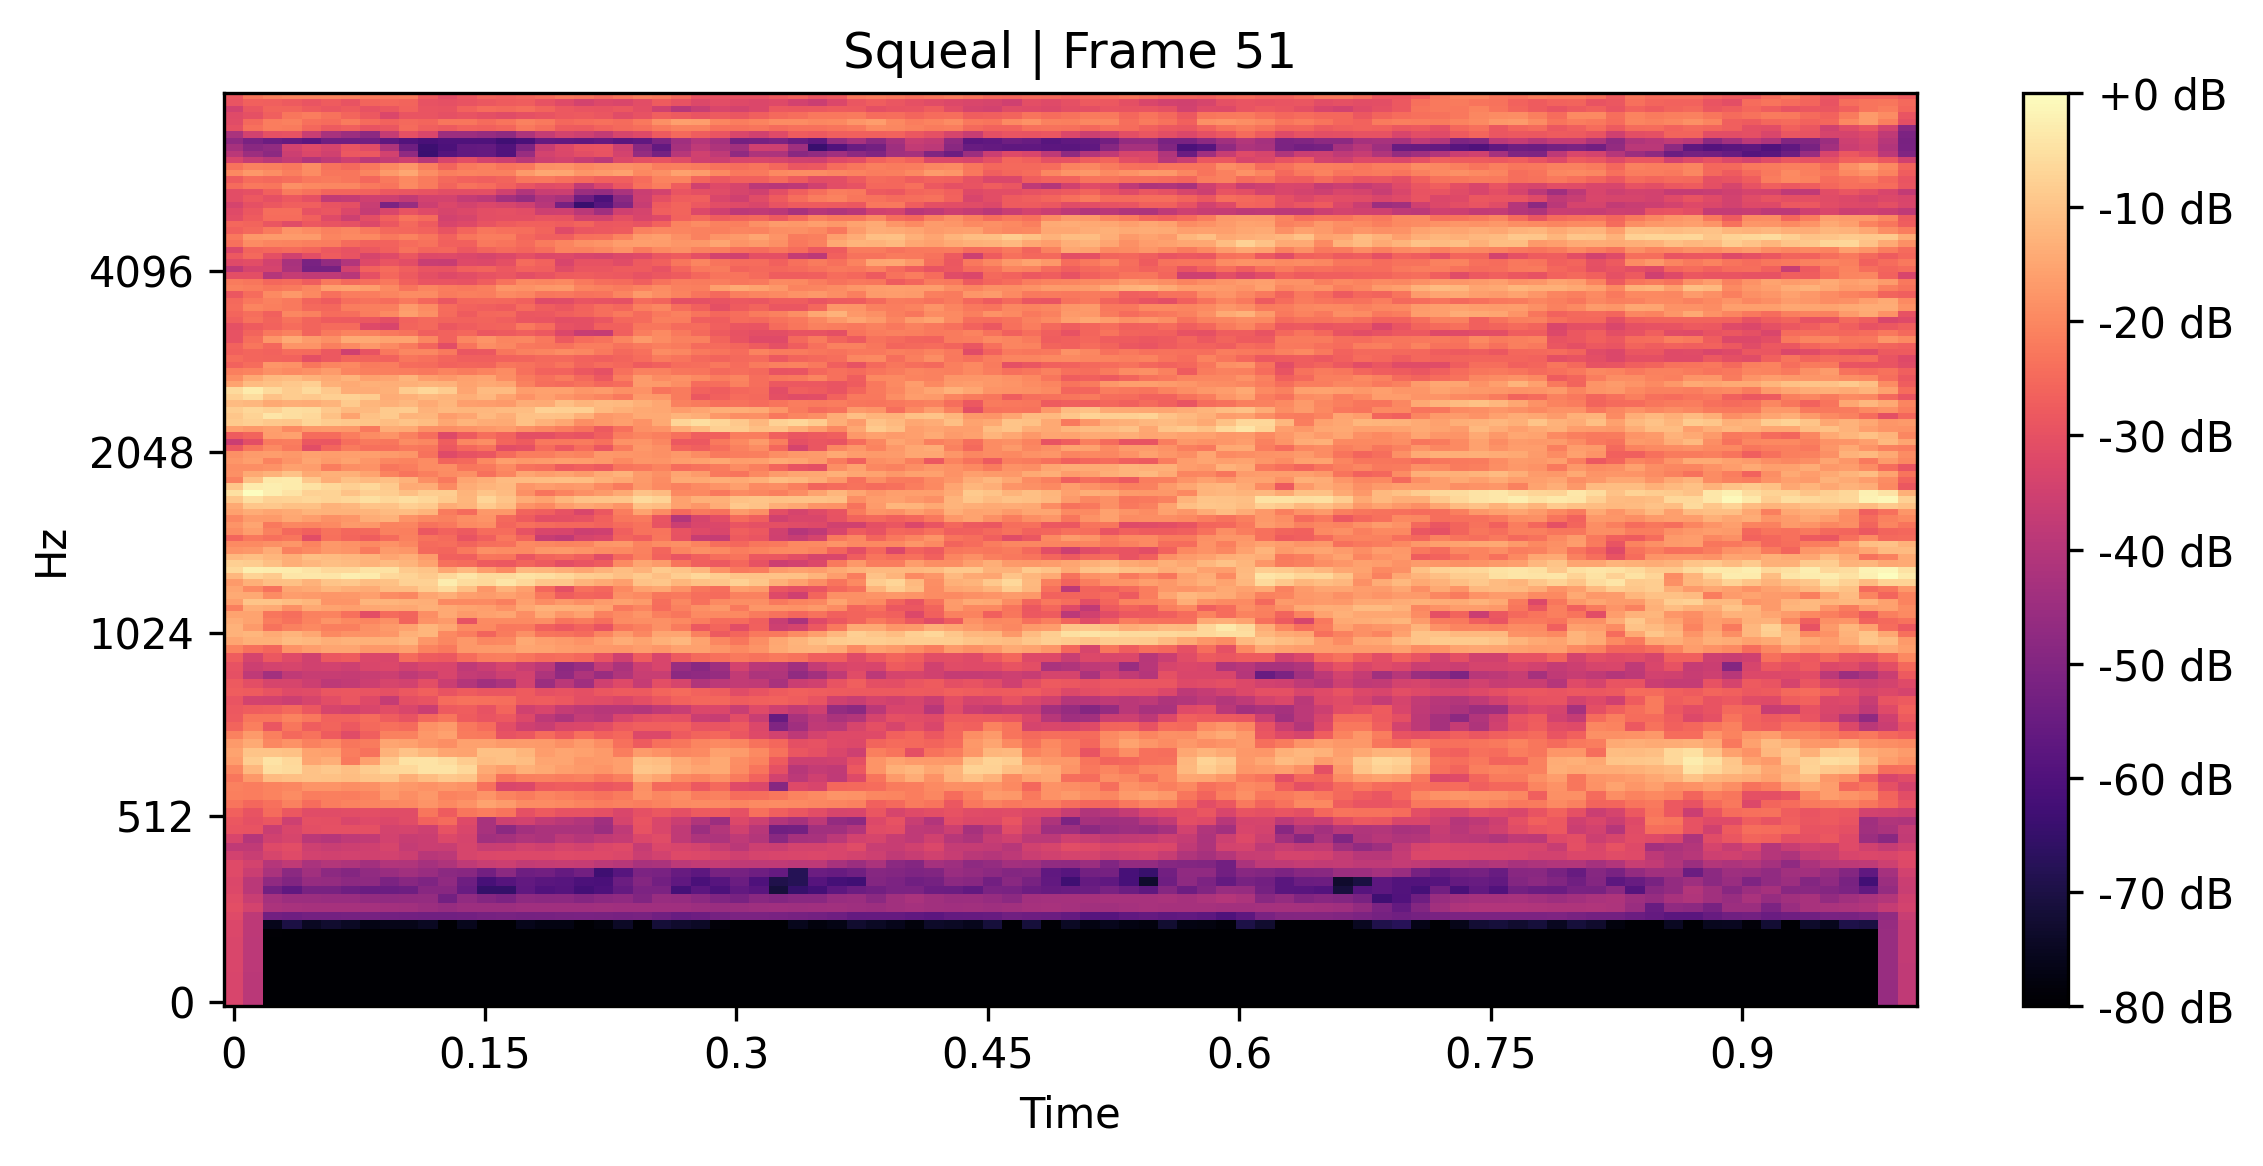 Squeal | Frame 51
+0 dB
-10 dB
-20 dB
-30 dB
-40 dB
-50 dB
-60 dB
-70 dB
-80 dB
Hz
4096
2048
1024
512
0
0 0.15 0.3 0.45 0.6 0.75 0.9
Time